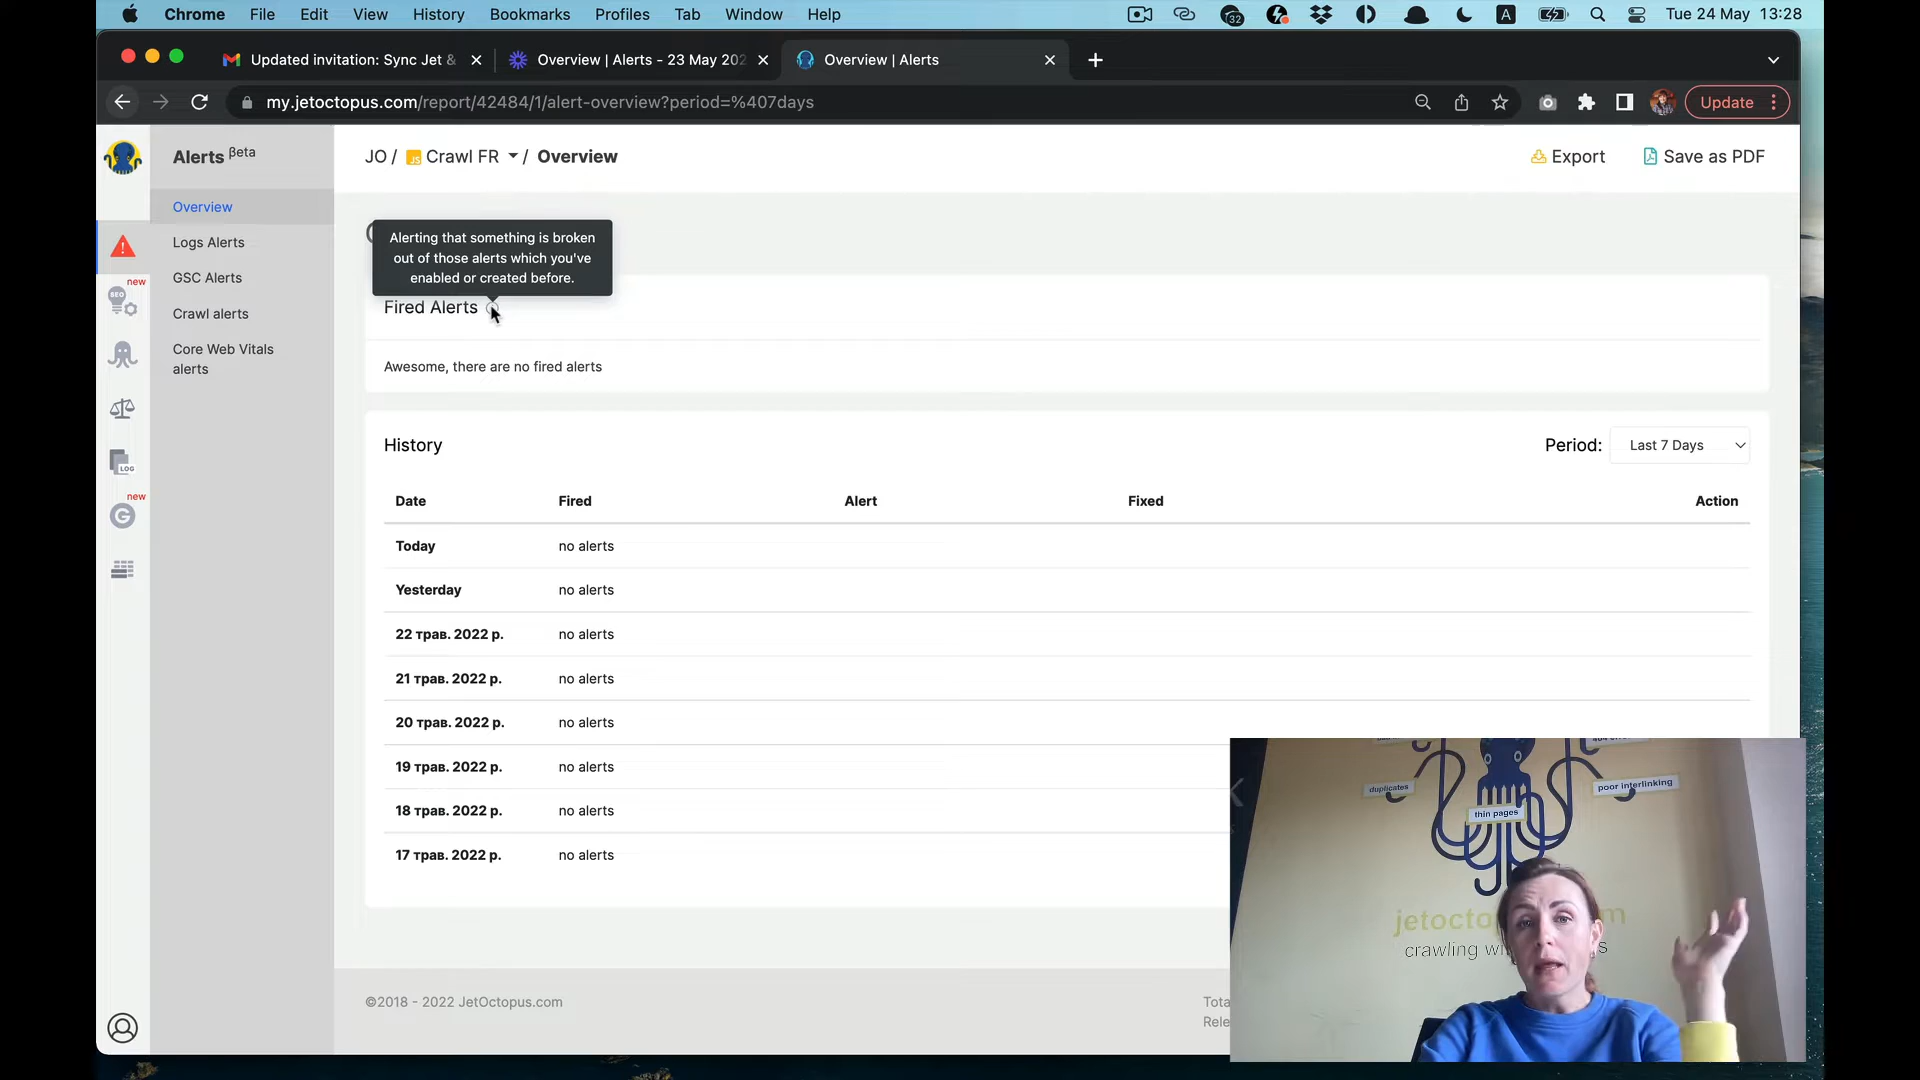 Chrome File Edit View History Bookmarks Profiles Tab Window Help
32
A
Tue 24 May 13:28
Updated invitation: Sync Jet &
Overview | Alerts - 23 May 202
Overview | Alerts
my.jetoctopus.com/report/42484/1/alert-overview?period=%407days
Update
Alerts βeta
JO / JS Crawl FR / Overview
Export
Save as PDF
Overview
Logs Alerts
GSC Alerts
Crawl alerts
Core Web Vitals
alerts
new
SEO
LOG
new
G
Alerting that something is broken
out of those alerts which you've
enabled or created before.
Fired Alerts
Awesome, there are no fired alerts
History
Period: Last 7 Days
Date Fired Alert Fixed Action
Today no alerts
Yesterday no alerts
22 трав. 2022 р. no alerts
21 трав. 2022 р. no alerts
20 трав. 2022 р. no alerts
19 трав. 2022 р. no alerts
18 трав. 2022 р. no alerts
17 трав. 2022 р. no alerts
©2018 - 2022 JetOctopus.com
Tota
Rele
duplicates
poor interlinking
thin pages
jetocto m
crawling wi s